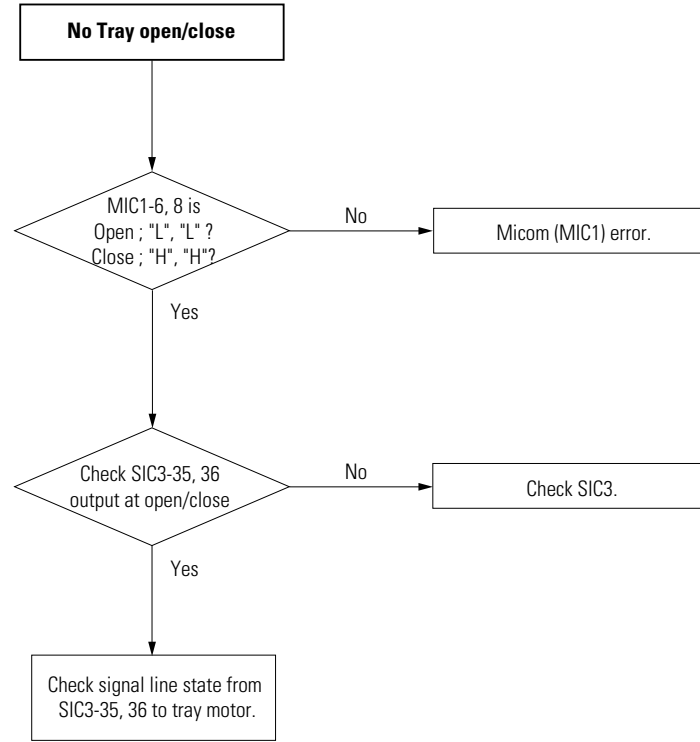 No Tray open/close
MIC1-6, 8 is
Open ; "L", "L" ?
Close ; "H", "H"?
No
Micom (MIC1) error.
Yes
Check SIC3-35, 36
output at open/close
No
Check SIC3.
Yes
Check signal line state from
SIC3-35, 36 to tray motor.